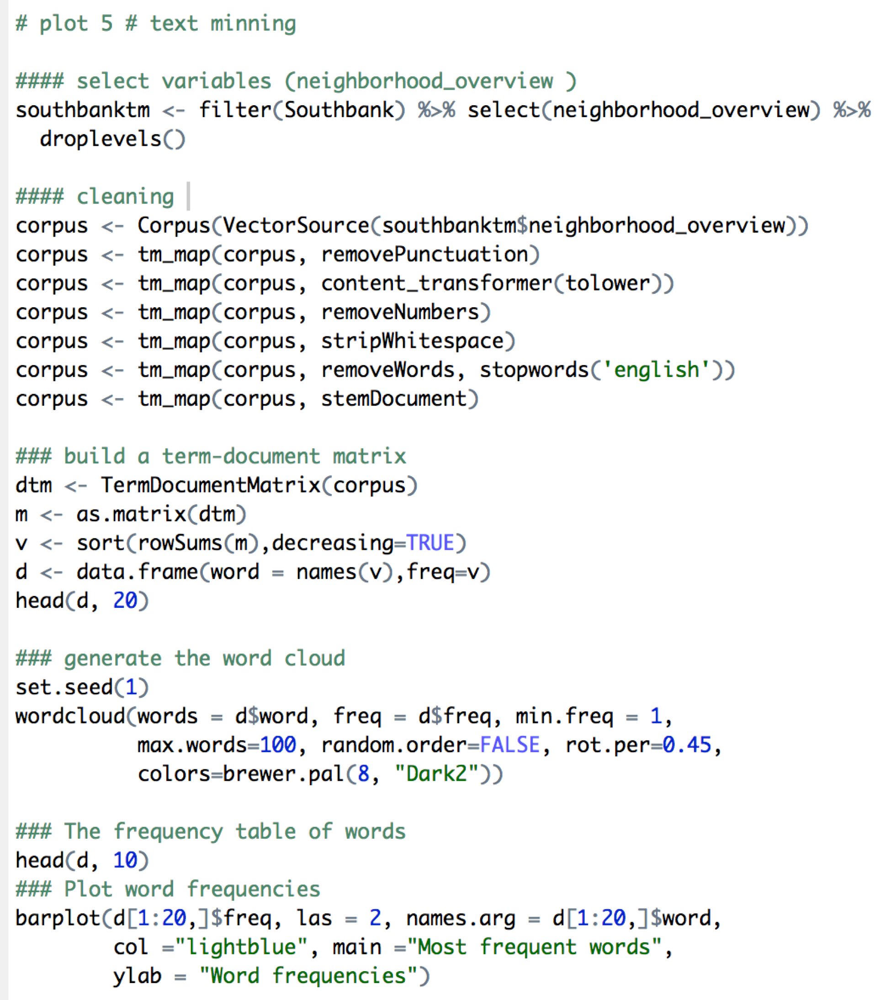 # plot 5 # text minning
#### select variables (neighborhood_overview )
southbanktm <- filter(Southbank) %>% select(neighborhood_overview) %>%
  droplevels()
#### cleaning
corpus <- Corpus(VectorSource(southbanktm$neighborhood_overview))
corpus <- tm_map(corpus, removePunctuation)
corpus <- tm_map(corpus, content_transformer(tolower))
corpus <- tm_map(corpus, removeNumbers)
corpus <- tm_map(corpus, stripWhitespace)
corpus <- tm_map(corpus, removeWords, stopwords('english'))
corpus <- tm_map(corpus, stemDocument)
### build a term-document matrix
dtm <- TermDocumentMatrix(corpus)
m <- as.matrix(dtm)
v <- sort(rowSums(m),decreasing=TRUE)
d <- data.frame(word = names(v),freq=v)
head(d, 20)
### generate the word cloud
set.seed(1)
wordcloud(words = d$word, freq = d$freq, min.freq = 1,
          max.words=100, random.order=FALSE, rot.per=0.45,
          colors=brewer.pal(8, "Dark2"))
### The frequency table of words
head(d, 10)
### Plot word frequencies
barplot(d[1:20,]$freq, las = 2, names.arg = d[1:20,]$word,
        col ="lightblue", main ="Most frequent words",
        ylab = "Word frequencies")